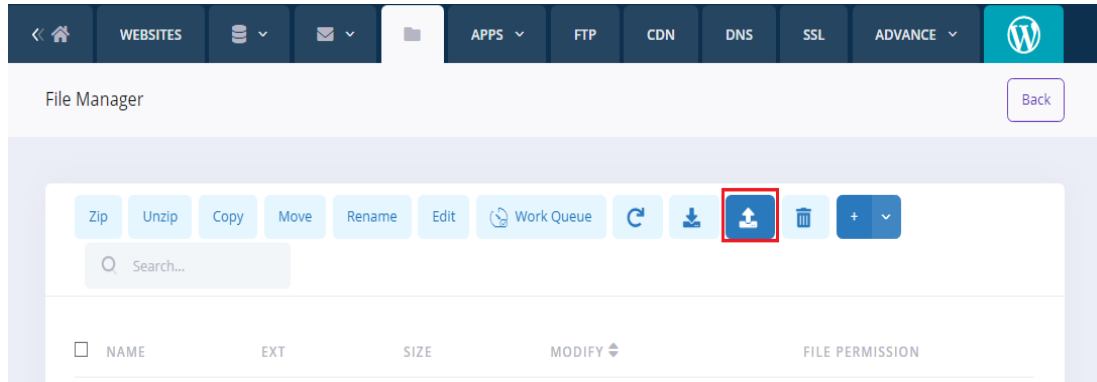 WEBSITES APPS FTP CDN DNS SSL ADVANCE
File Manager Back
Zip Unzip Copy Move Rename Edit Work Queue +
Search...
NAME EXT SIZE MODIFY FILE PERMISSION